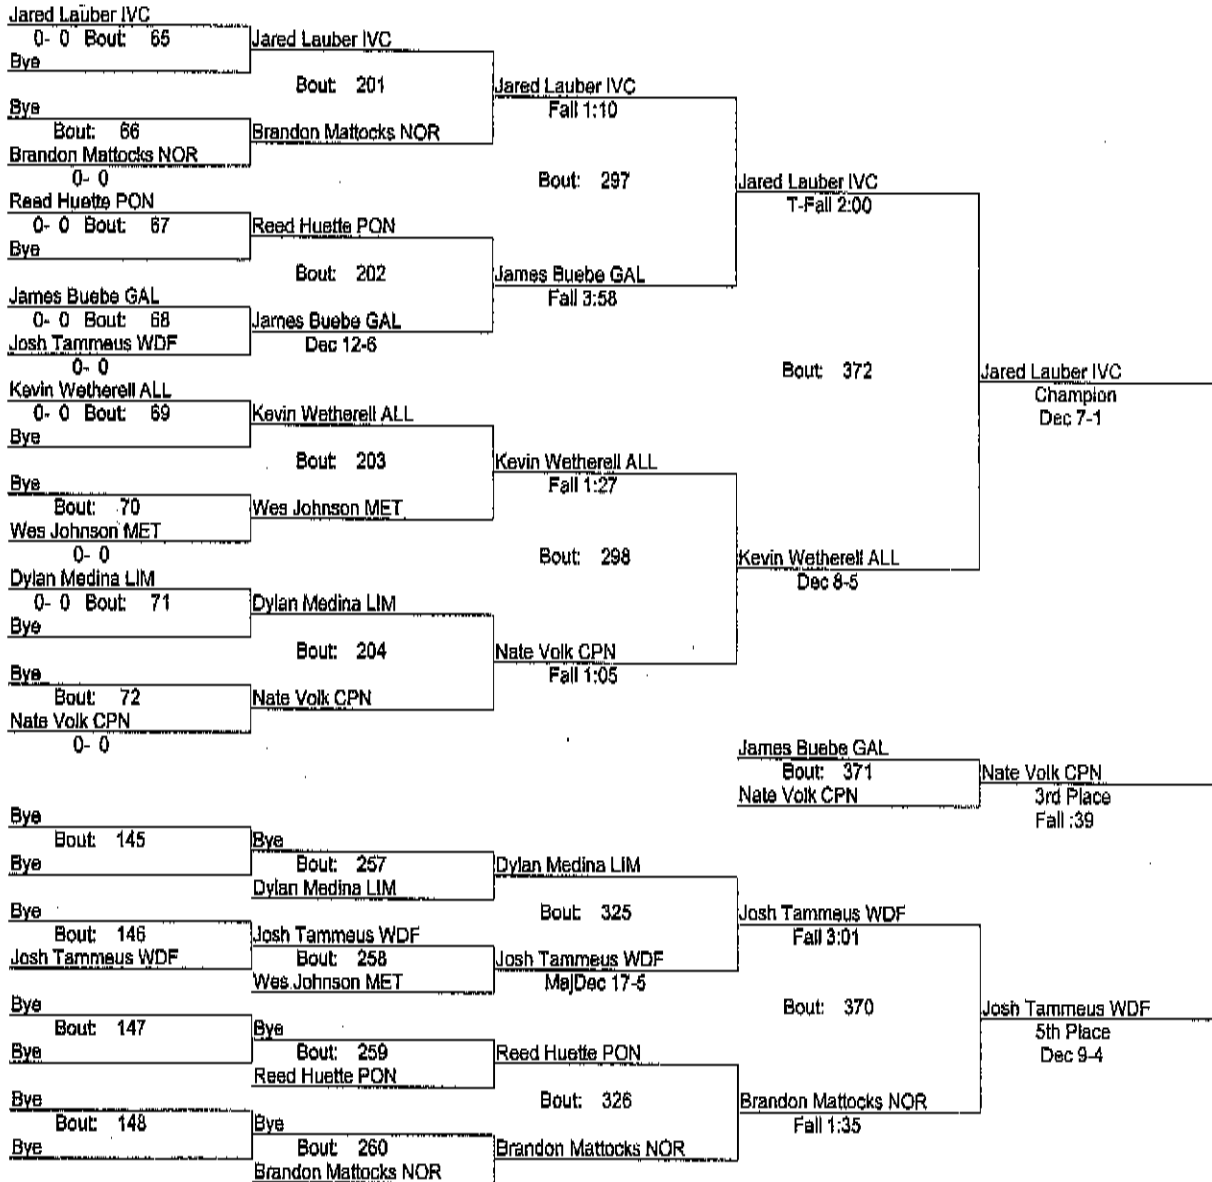 Jared Lauber IVC
0- 0 Bout: 65
Bye
Jared Lauber IVC
Bout: 201
Bye
Bout: 66
Brandon Mattocks NOR
0- 0
Brandon Mattocks NOR
Jared Lauber IVC
Fall 1:10
Bout: 297
Reed Huette PON
0- 0 Bout: 67
Bye
Reed Huette PON
Bout: 202
James Buebe GAL
0- 0 Bout: 68
Josh Tammeus WDF
0- 0
James Buebe GAL
Dec 12-6
James Buebe GAL
Fall 3:58
Jared Lauber IVC
T-Fall 2:00
Bout: 372
Kevin Wetherell ALL
0- 0 Bout: 69
Bye
Kevin Wetherell ALL
Bout: 203
Bye
Bout: 70
Wes Johnson MET
0- 0
Wes Johnson MET
Kevin Wetherell ALL
Fall 1:27
Bout: 298
Dylan Medina LIM
0- 0 Bout: 71
Bye
Dylan Medina LIM
Bout: 204
Bye
Bout: 72
Nate Volk CPN
0- 0
Nate Volk CPN
Nate Volk CPN
Fall 1:05
Kevin Wetherell ALL
Dec 8-5
Jared Lauber IVC
Champion
Dec 7-1
James Buebe GAL
Bout: 371
Nate Volk CPN
Nate Volk CPN
3rd Place
Fall :39
Bye
Bout: 145
Bye
Bye
Bout: 257
Dylan Medina LIM
Dylan Medina LIM
Bout: 325
Bye
Bout: 146
Josh Tammeus WDF
Josh Tammeus WDF
Bout: 258
Wes Johnson MET
Josh Tammeus WDF
MajDec 17-5
Josh Tammeus WDF
Fall 3:01
Bout: 370
Bye
Bout: 147
Bye
Bye
Bout: 259
Reed Huette PON
Reed Huette PON
Bout: 326
Bye
Bout: 148
Bye
Bye
Bout: 260
Brandon Mattocks NOR
Brandon Mattocks NOR
Brandon Mattocks NOR
Fall 1:35
Josh Tammeus WDF
5th Place
Dec 9-4